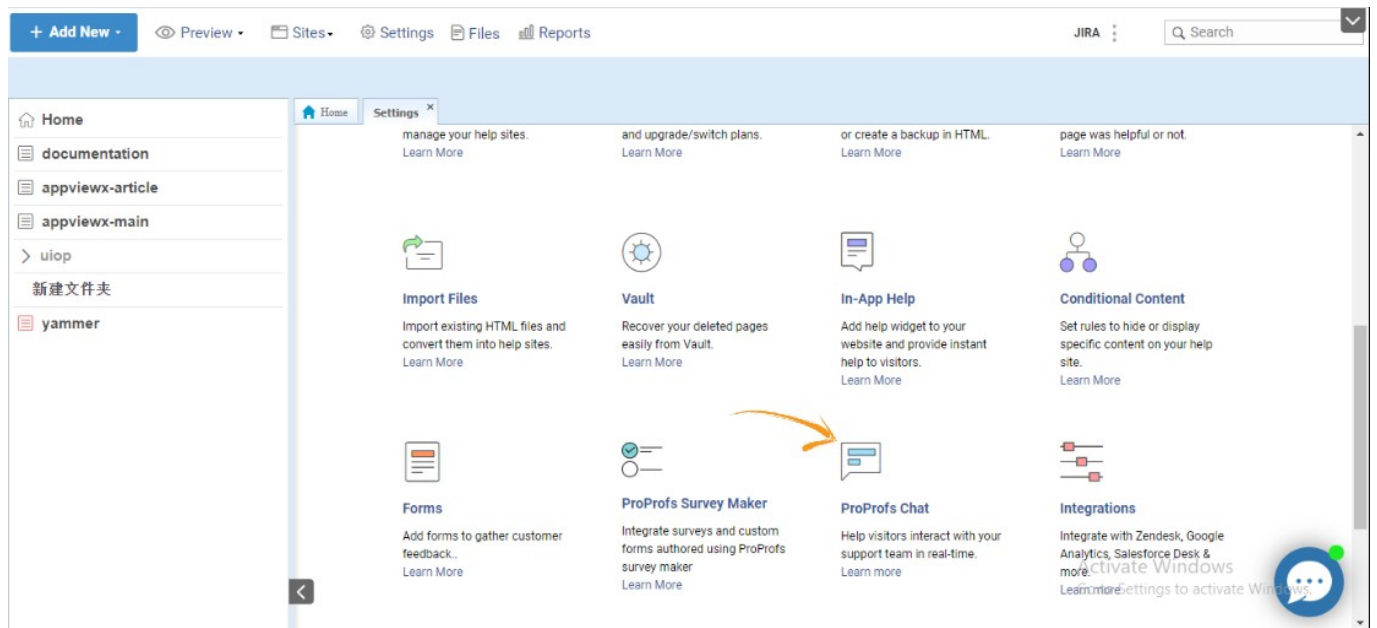 + Add New
Preview
Sites
Settings
Files
Reports
JIRA
Search
Home
documentation
appviewx-article
appviewx-main
uiop
新建文件夹
yammer
Home
Settings ×
manage your help sites.
Learn More
and upgrade/switch plans.
Learn More
or create a backup in HTML.
Learn More
page was helpful or not.
Learn More
Import Files
Import existing HTML files and
convert them into help sites.
Learn More
Vault
Recover your deleted pages
easily from Vault.
Learn More
In-App Help
Add help widget to your
website and provide instant
help to visitors.
Learn More
Conditional Content
Set rules to hide or display
specific content on your help
site.
Learn More
Forms
Add forms to gather customer
feedback..
Learn More
ProProfs Survey Maker
Integrate surveys and custom
forms authored using ProProfs
survey maker
Learn More
ProProfs Chat
Help visitors interact with your
support team in real-time.
Learn more
Integrations
Integrate with Zendesk, Google
Analytics, Salesforce Desk &
more.
Learn more
Activate Windows
Go to Settings to activate Windows.